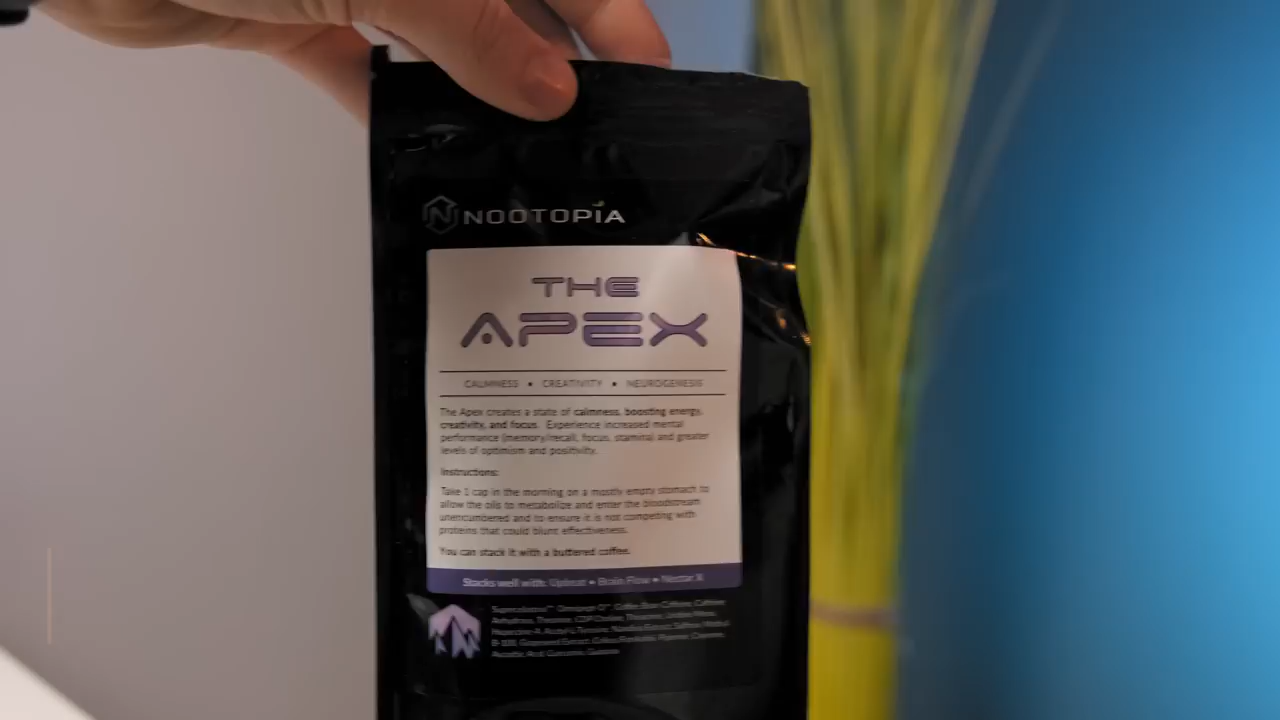 NOOTOPIA
THE
APEX
CALMNESS • CREATIVITY • NEUROGENESIS
The Apex creates a state of calmness, boosting energy,
creativity, and focus. Experience increased mental
performance (memory/recall, focus, stamina) and greater
levels of optimism and positivity.
Instructions:
Take 1 cap in the morning on a mostly empty stomach to
allow the oils to metabolize and enter the bloodstream
unencumbered and to ensure it is not competing with
proteins that could blunt effectiveness.
You can stack it with a buttered coffee.
Stacks well with: Upbeat • Brain Flow • Nectar X